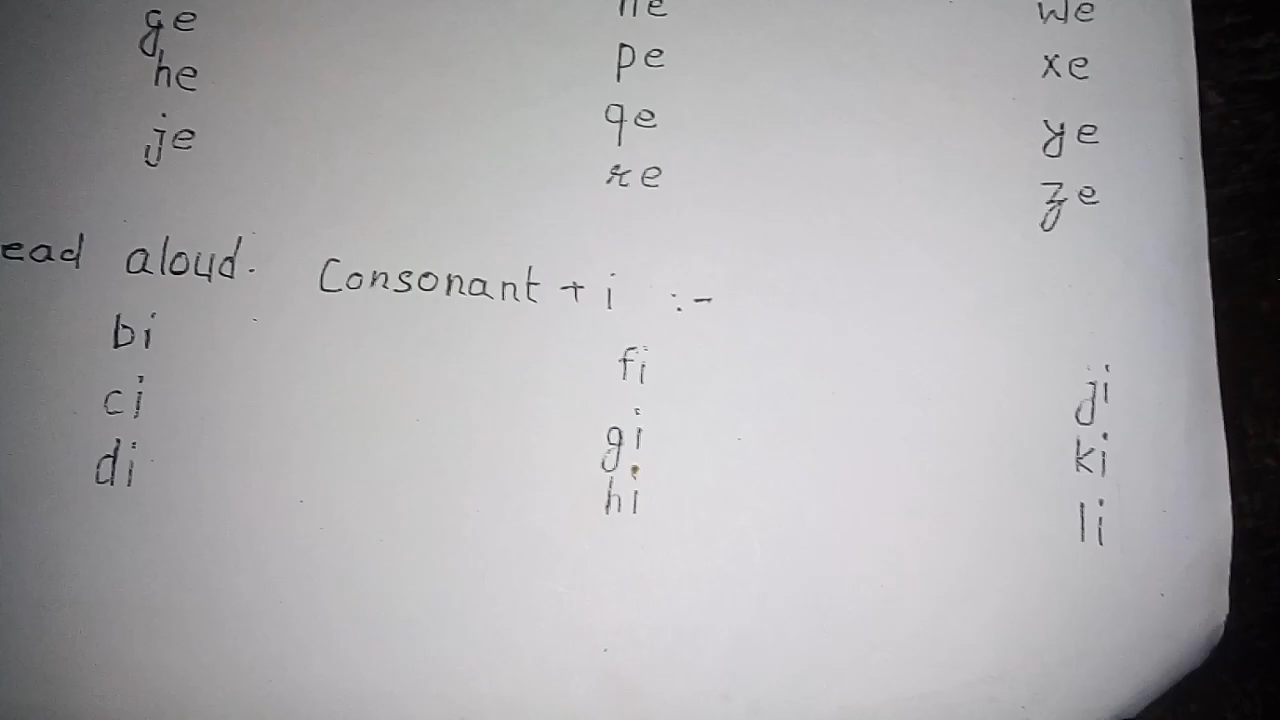 ge ne we
he pe xe
je qe ye
re ze
ead aloud. Consonant + i :-
bi fi ji
ci gi ki
di hi li